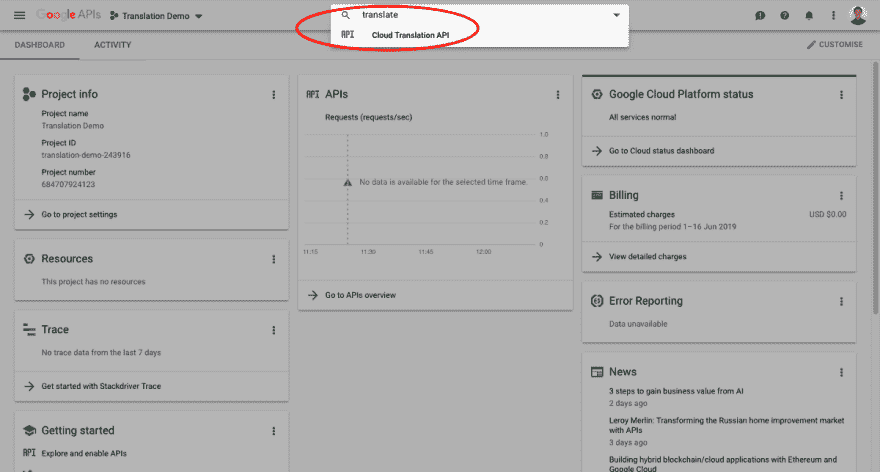 Google APIs
Translation Demo
translate
API Cloud Translation API
DASHBOARD
ACTIVITY
CUSTOMISE
Project info
Project name
Translation Demo
Project ID
translation-demo-243916
Project number
684707924123
Go to project settings
Resources
This project has no resources
Trace
No trace data from the last 7 days
Get started with Stackdriver Trace
Getting started
API Explore and enable APIs
API APIs
Requests (requests/sec)
1.0
0.8
No data is available for the selected time frame.
0.6
0.4
0.2
0
11:15
11:30
11:45
12:00
Go to APIs overview
Google Cloud Platform status
All services normal
Go to Cloud status dashboard
Billing
Estimated charges
USD $0.00
For the billing period 1–16 Jun 2019
View detailed charges
Error Reporting
Data unavailable
News
3 steps to gain business value from AI
2 days ago
Leroy Merlin: Transforming the Russian home improvement market
with APIs
3 days ago
Building hybrid blockchain/cloud applications with Ethereum and
Google Cloud